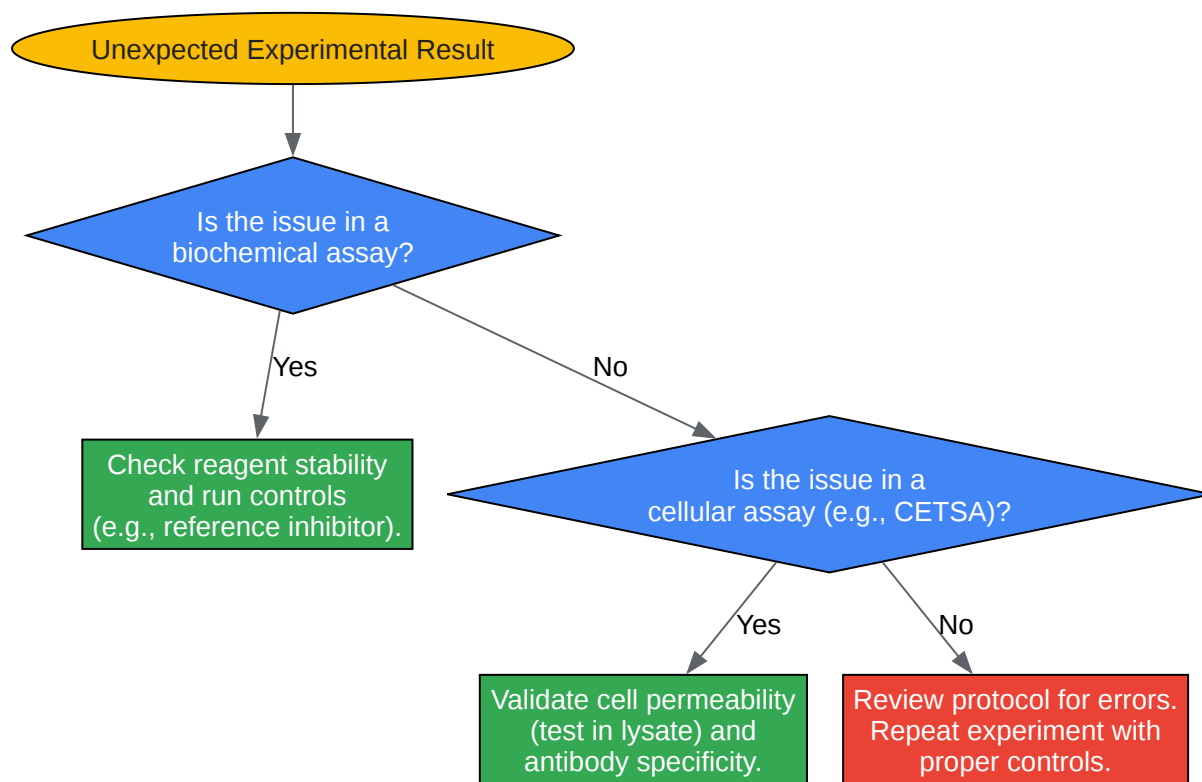 Unexpected Experimental Result
Is the issue in a
biochemical assay?
Yes
No
Check reagent stability
and run controls
(e.g., reference inhibitor).
Is the issue in a
cellular assay (e.g., CETSA)?
Yes
No
Validate cell permeability
(test in lysate) and
antibody specificity.
Review protocol for errors.
Repeat experiment with
proper controls.